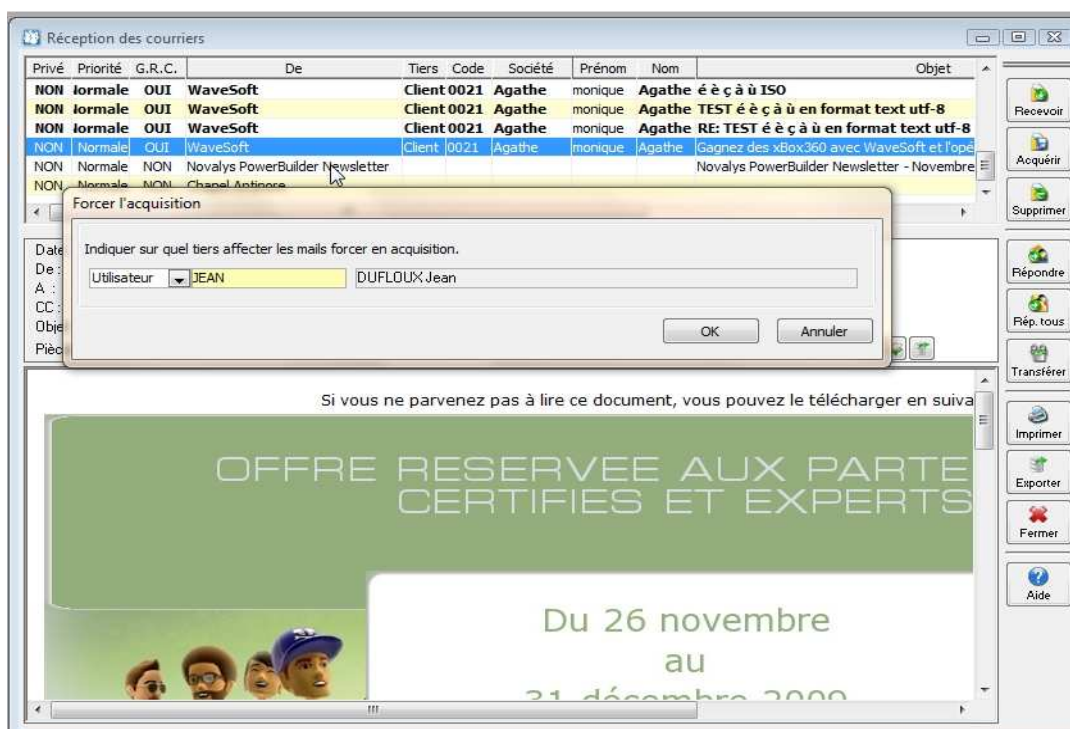 Réception des courriers
Privé Priorité G.R.C. De Tiers Code Société Prénom Nom Objet
NON Normale OUI WaveSoft Client 0021 Agathe monique Agathe é è ç à ù ISO
NON Normale OUI WaveSoft Client 0021 Agathe monique Agathe TEST é è ç à ù en format text utf-8
NON Normale OUI WaveSoft Client 0021 Agathe monique Agathe RE: TEST é è ç à ù en format text utf-8
NON Normale OUI WaveSoft Client 0021 Agathe monique Agathe Gagnez des xBox360 avec WaveSoft et l'opé
NON Normale NON Novalys PowerBuilder Newsletter Novalys PowerBuilder Newsletter - Novembre
NON Normale NON Chanel
Forcer l'acquisition
Indiquer sur quel tiers affecter les mails forcer en acquisition.
Utilisateur JEAN DUFLOUX Jean
OK Annuler
Date
De :
A :
CC :
Obje
Pièc
Si vous ne parvenez pas à lire ce document, vous pouvez le télécharger en suiva
OFFRE RESERVEE AUX PARTE
CERTIFIES ET EXPERTS
Du 26 novembre
au
31 décembre 2009
Recevoir
Acquérir
Supprimer
Répondre
Rép. tous
Transférer
Imprimer
Exporter
Fermer
Aide